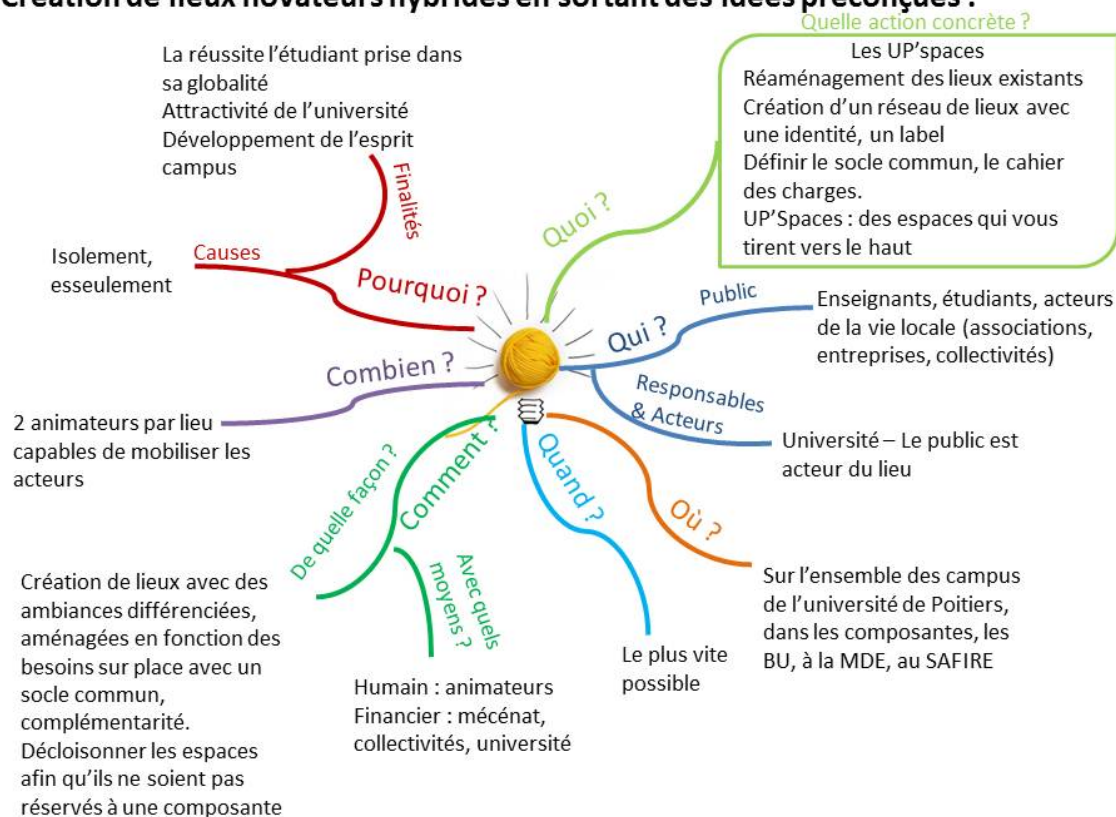 Création de lieux novateurs hybrides en sortant des idées préconçues :
Quelle action concrète ?
Les UP’spaces
Réaménagement des lieux existants
Création d’un réseau de lieux avec
une identité, un label
Définir le socle commun, le cahier
des charges.
UP’Spaces : des espaces qui vous
tirent vers le haut
Quoi ?
La réussite l’étudiant prise dans
sa globalité
Attractivité de l’université
Développement de l’esprit
campus
Finalités
Isolement,
esseulement
Causes
Pourquoi ?
Qui ?
Public
Enseignants, étudiants, acteurs
de la vie locale (associations,
entreprises, collectivités)
Responsables
& Acteurs
Université – Le public est
acteur du lieu
Combien ?
2 animateurs par lieu
capables de mobiliser les
acteurs
Comment ?
De quelle façon ?
Création de lieux avec des
ambiances différenciées,
aménagées en fonction des
besoins sur place avec un
socle commun,
complémentarité.
Décloisonner les espaces
afin qu’ils ne soient pas
réservés à une composante
Avec quels
moyens ?
Humain : animateurs
Financier : mécénat,
collectivités, université
Quand ?
Le plus vite
possible
Où ?
Sur l’ensemble des campus
de l’université de Poitiers,
dans les composantes, les
BU, à la MDE, au SAFIRE